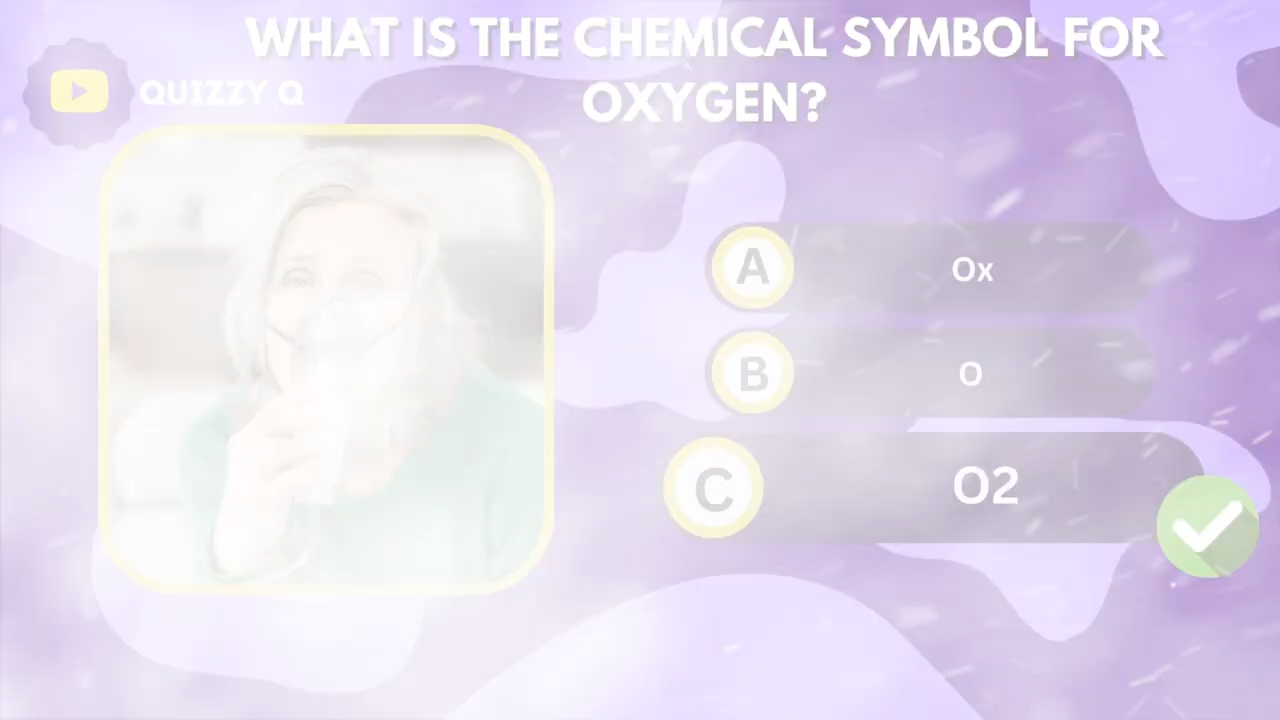 WHAT IS THE CHEMICAL SYMBOL FOR
OXYGEN?
QUIZZY Q
A Ox
B O
C O2